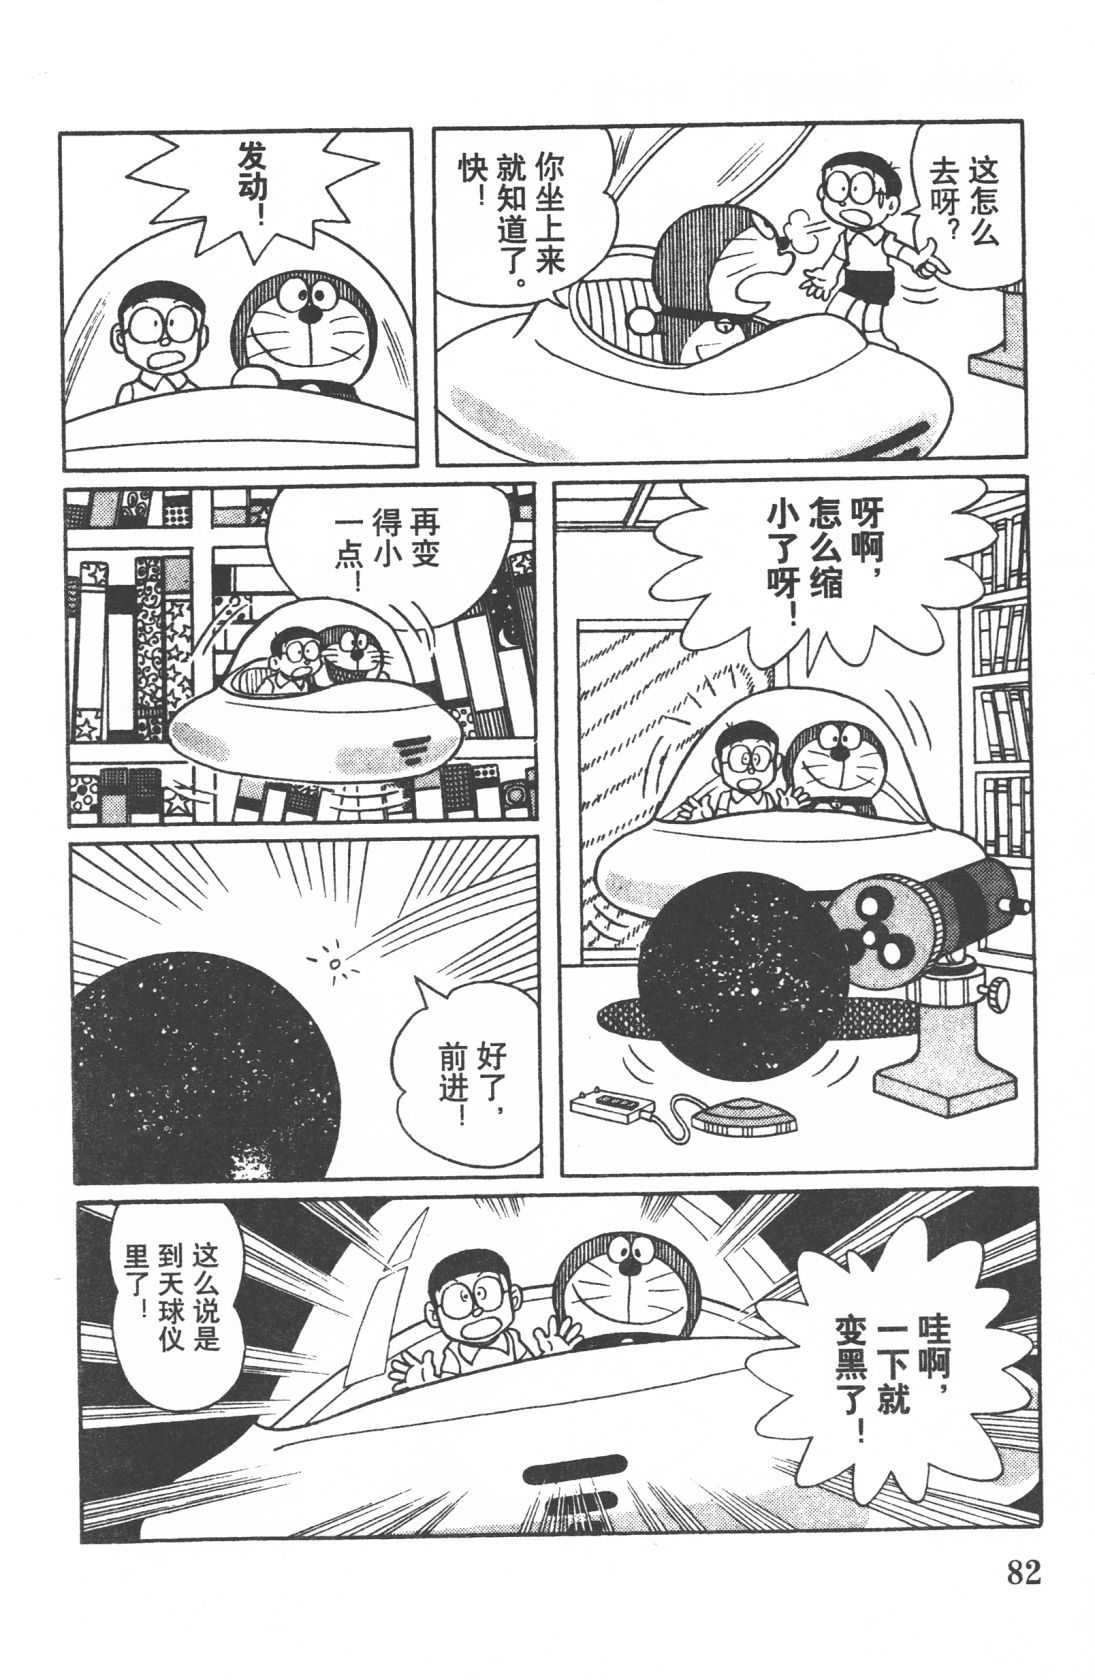 这怎么
去呀？
你坐上来
就知道了。
快！
发动！
呀啊，
怎么缩
小了呀！
再变
得小
一点！
好了，
前进！
哇啊，
一下就
变黑了！
这么说是
到天球仪
里了！
82